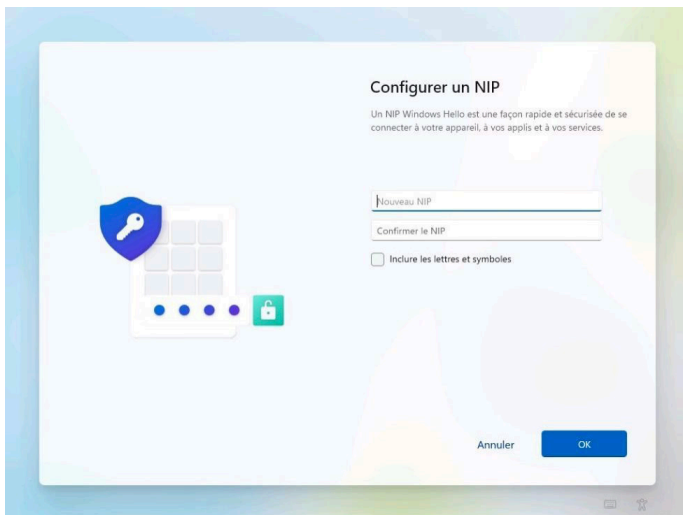 Configurer un NIP
Un NIP Windows Hello est une façon rapide et sécurisée de se
connecter à votre appareil, à vos applis et à vos services.
Nouveau NIP
Confirmer le NIP
Inclure les lettres et symboles
Annuler
OK